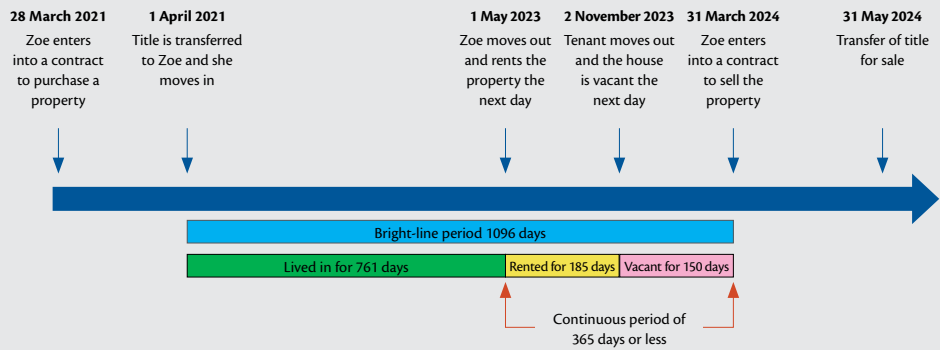 28 March 2021
Zoe enters
into a contract
to purchase a
property
1 April 2021
Title is transferred
to Zoe and she
moves in
1 May 2023
Zoe moves out
and rents the
property the
next day
2 November 2023
Tenant moves out
and the house
is vacant the
next day
31 March 2024
Zoe enters
into a contract
to sell the
property
31 May 2024
Transfer of title
for sale
Bright-line period 1096 days
Lived in for 761 days
Rented for 185 days
Vacant for 150 days
Continuous period of
365 days or less